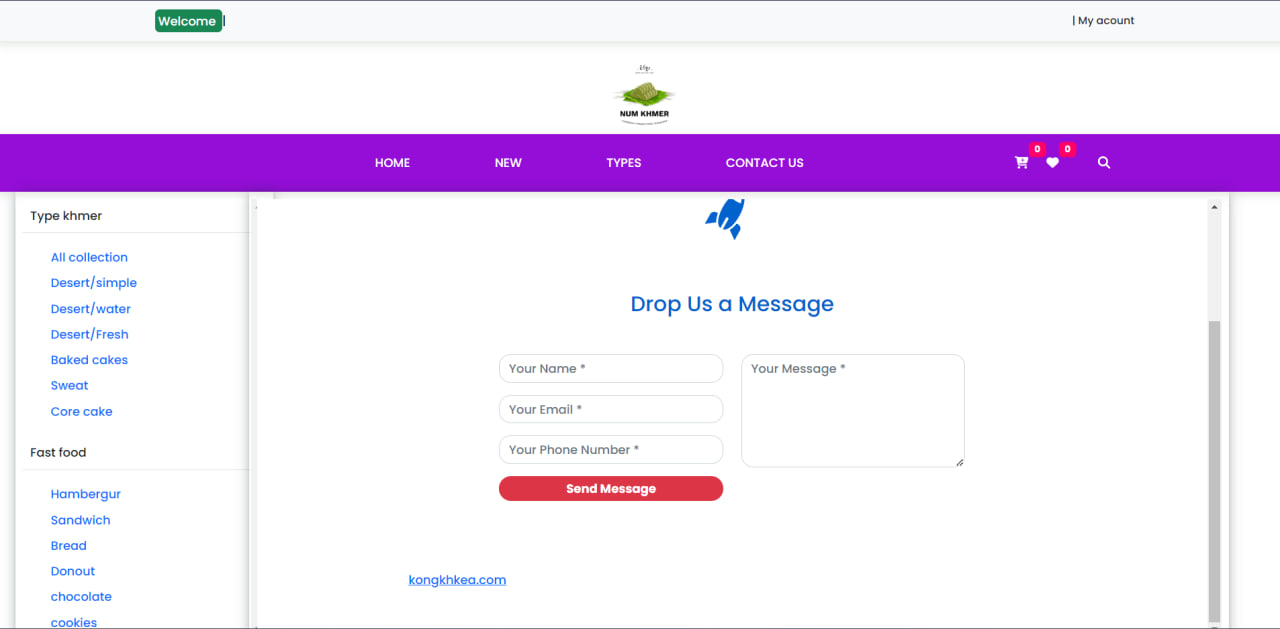 Welcome |
| My acount
NUM KHMER
HOME
NEW
TYPES
CONTACT US
0
0
Type khmer
All collection
Desert/simple
Desert/water
Desert/Fresh
Baked cakes
Sweat
Core cake
Fast food
Hambergur
Sandwich
Bread
Donout
chocolate
cookies
Drop Us a Message
Your Name *
Your Email *
Your Phone Number *
Your Message *
Send Message
kongkhkea.com